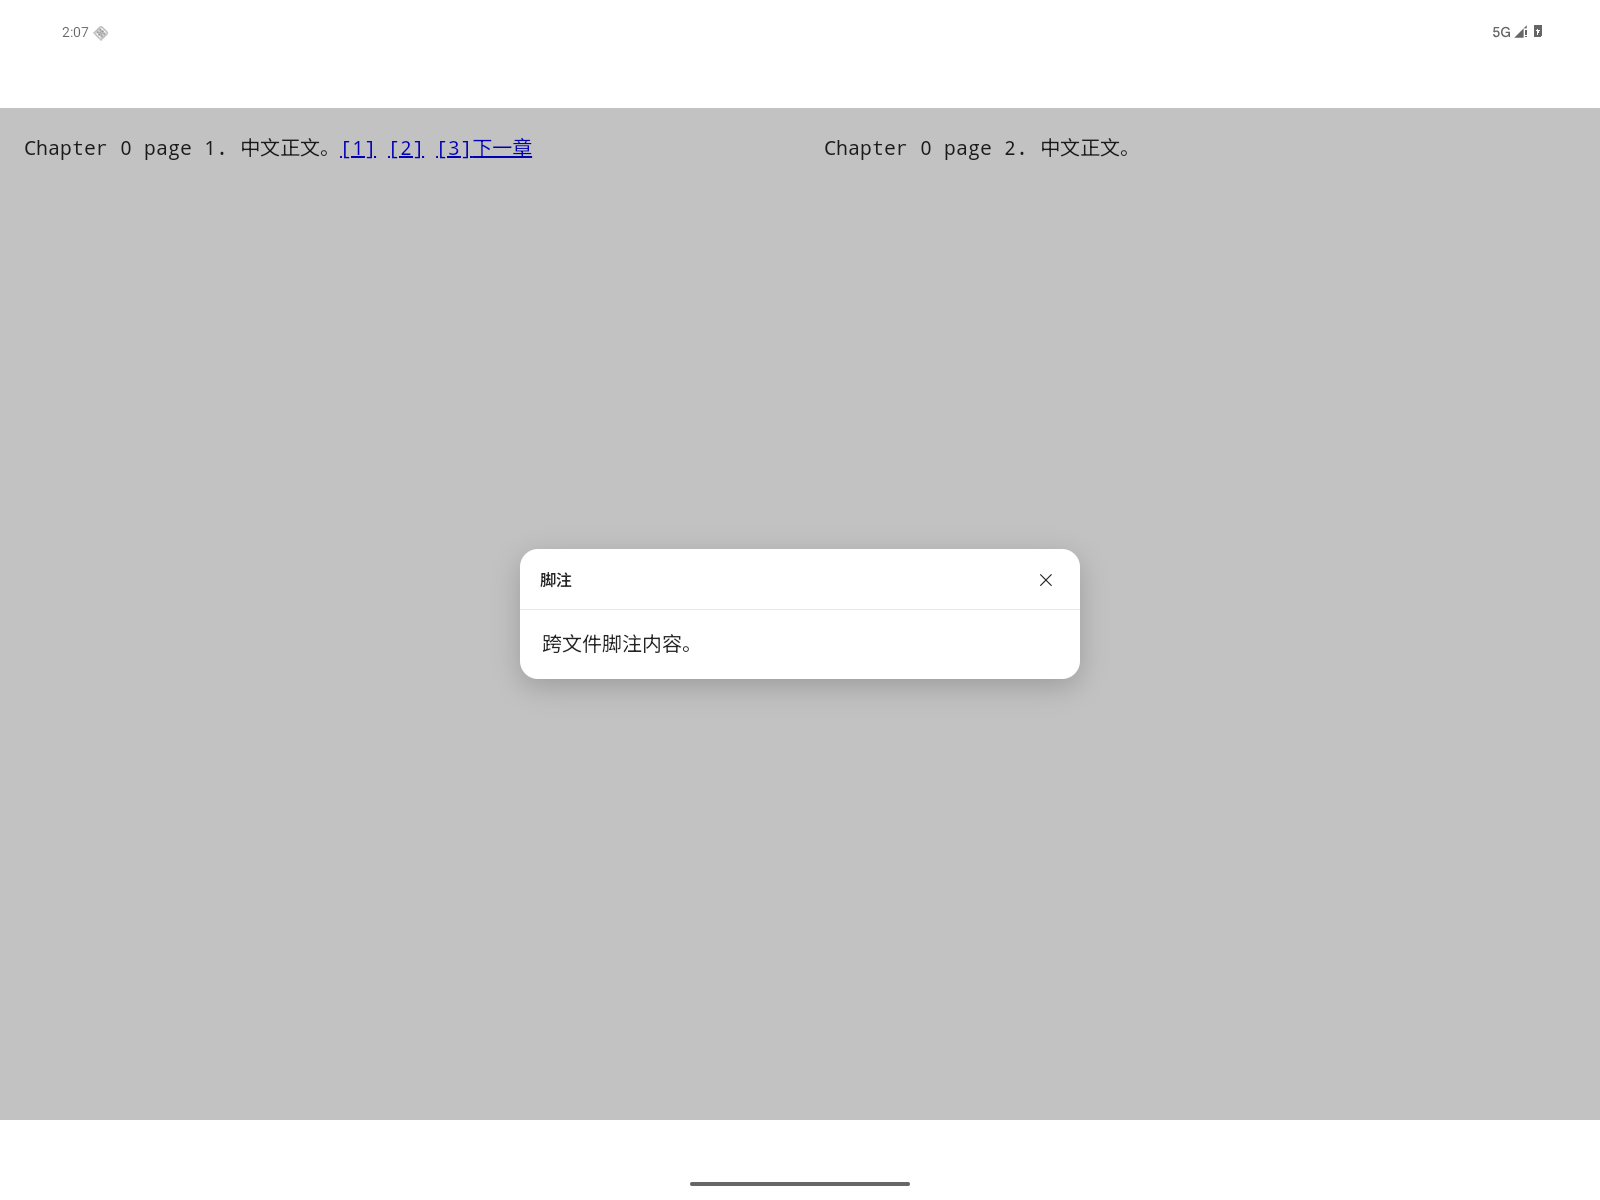 2:07
5G
Chapter 0 page 1. 中文正文。[1] [2] [3]下一章
Chapter 0 page 2. 中文正文。
脚注
跨文件脚注内容。